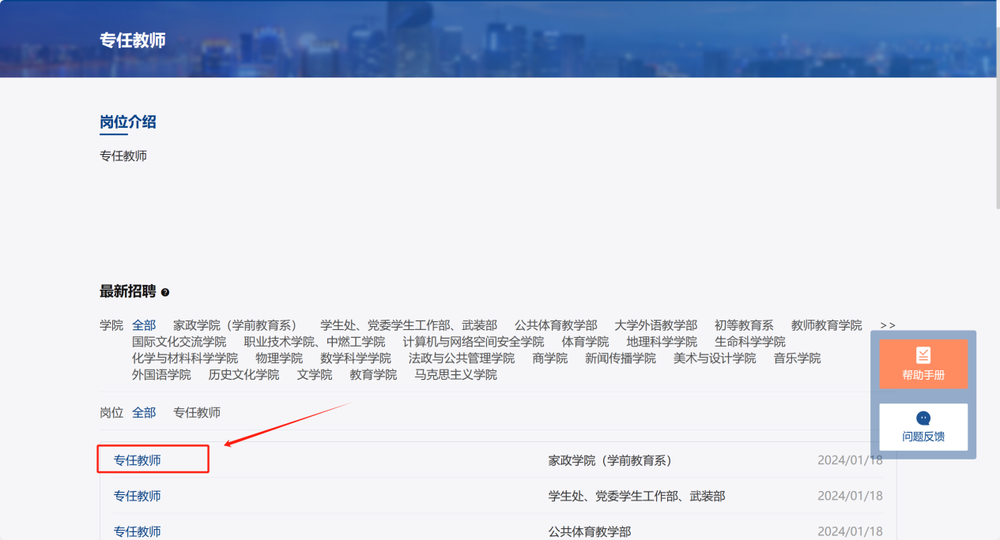 专任教师
岗位介绍
专任教师
最新招聘 ?
学院 全部 家政学院（学前教育系） 学生处、党委学生工作部、武装部 公共体育教学部 大学外语教学部 初等教育系 教师教育学院 >>
国际文化交流学院 职业技术学院、中燃工学院 计算机与网络空间安全学院 体育学院 地理科学学院 生命科学学院
化学与材料科学学院 物理学院 数学科学学院 法政与公共管理学院 商学院 新闻传播学院 美术与设计学院 音乐学院
外国语学院 历史文化学院 文学院 教育学院 马克思主义学院
帮助手册
岗位 全部 专任教师
问题反馈
专任教师 家政学院（学前教育系） 2024/01/18
专任教师 学生处、党委学生工作部、武装部 2024/01/18
专任教师 公共体育教学部 2024/01/18